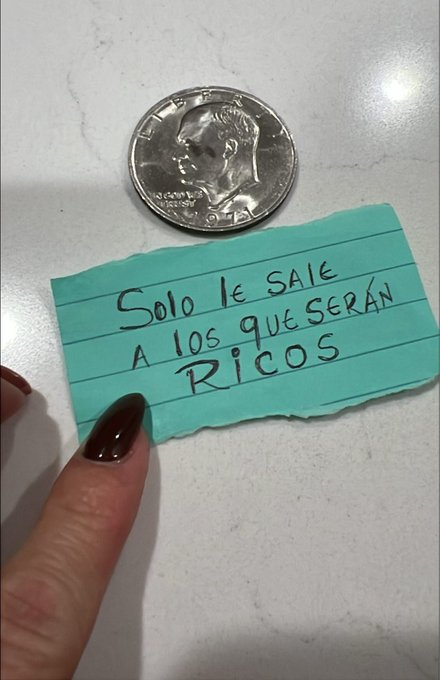 LIBERTY
IN GOD WE
TRUST
1971
Solo le SALE
A los que SERÁN
RICOS